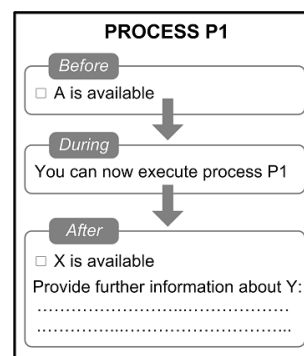 PROCESS P1
Before
□ A is available
During
You can now execute process P1
After
□ X is available
Provide further information about Y:
………………………...………………
……………..………………………...